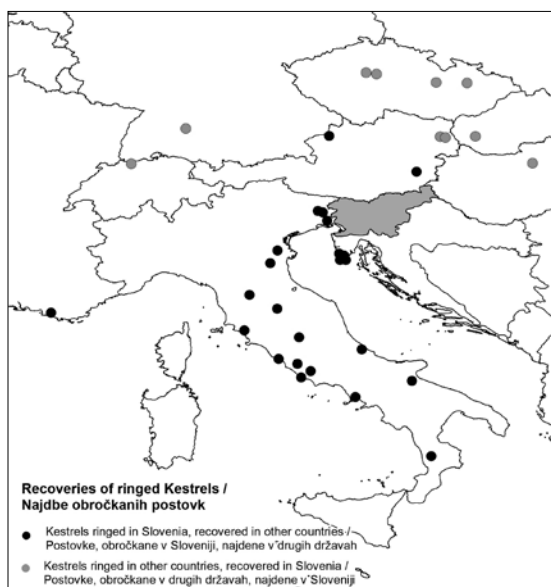 Recoveries of ringed Kestrels /
Najdbe obročkanih postovk
Kestrels ringed in Slovenia, recovered in other countries /
Postovke, obročkane v Sloveniji, najdene v drugih državah
Kestrels ringed in other countries, recovered in Slovenia /
Postovke, obročkane v drugih državah, najdene v Sloveniji